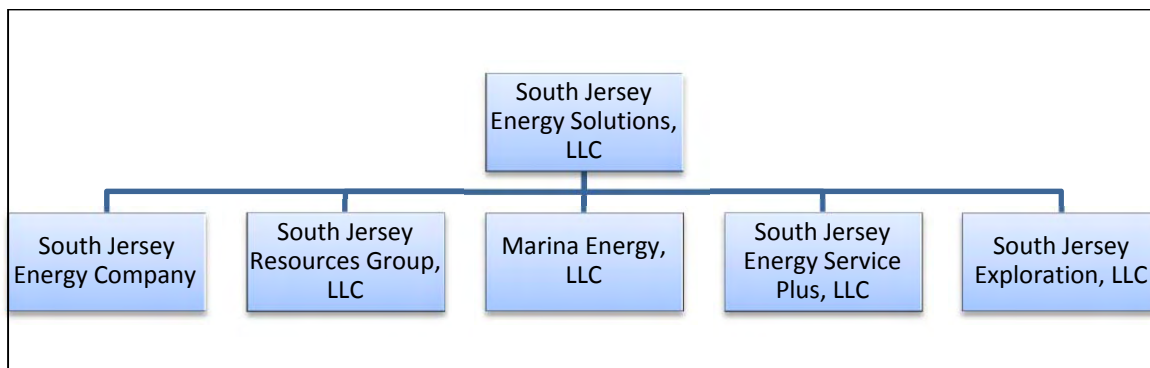 South Jersey
Energy Solutions,
LLC
South Jersey
Energy Company
South Jersey
Resources Group,
LLC
Marina Energy,
LLC
South Jersey
Energy Service
Plus, LLC
South Jersey
Exploration, LLC